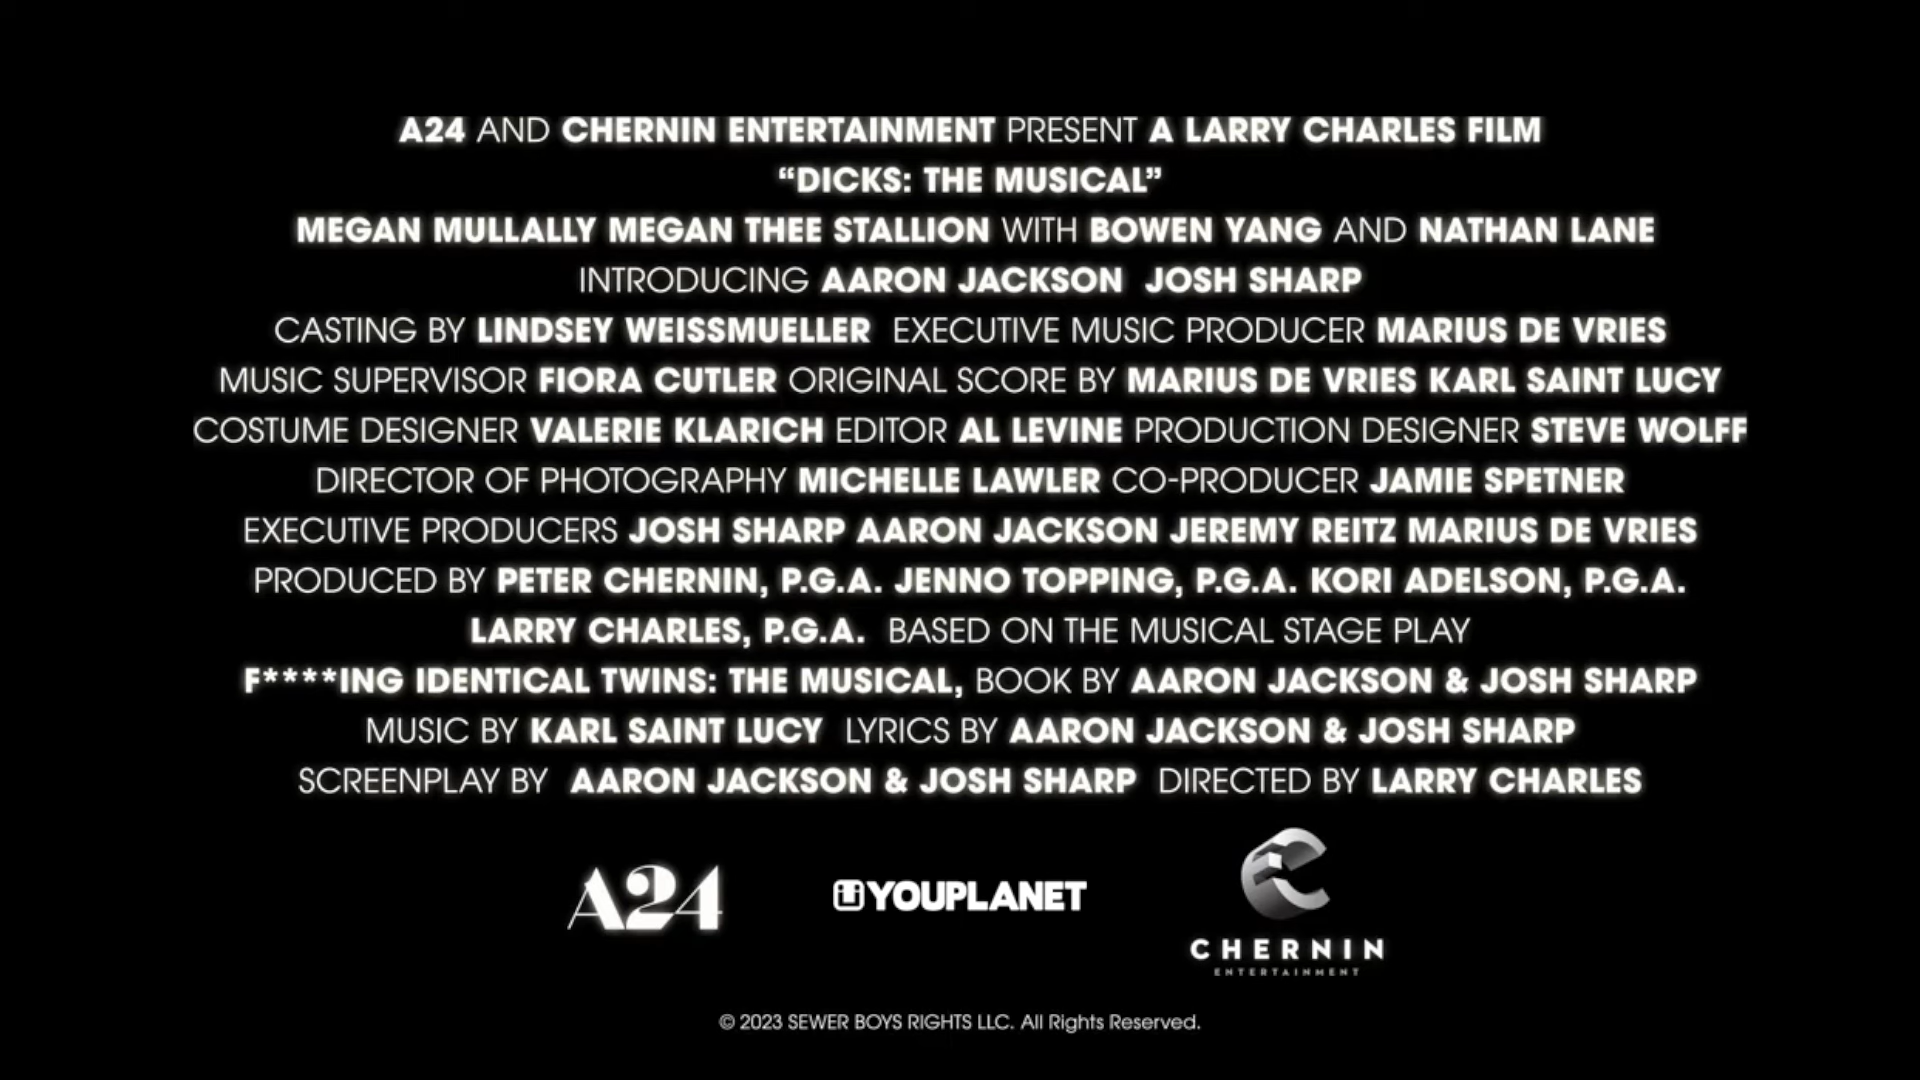 A24 AND CHERNIN ENTERTAINMENT PRESENT A LARRY CHARLES FILM
“DICKS: THE MUSICAL”
MEGAN MULLALLY MEGAN THEE STALLION WITH BOWEN YANG AND NATHAN LANE
INTRODUCING AARON JACKSON JOSH SHARP
CASTING BY LINDSEY WEISSMUELLER EXECUTIVE MUSIC PRODUCER MARIUS DE VRIES
MUSIC SUPERVISOR FIORA CUTLER ORIGINAL SCORE BY MARIUS DE VRIES KARL SAINT LUCY
COSTUME DESIGNER VALERIE KLARICH EDITOR AL LEVINE PRODUCTION DESIGNER STEVE WOLFF
DIRECTOR OF PHOTOGRAPHY MICHELLE LAWLER CO-PRODUCER JAMIE SPETNER
EXECUTIVE PRODUCERS JOSH SHARP AARON JACKSON JEREMY REITZ MARIUS DE VRIES
PRODUCED BY PETER CHERNIN, P.G.A. JENNO TOPPING, P.G.A. KORI ADELSON, P.G.A.
LARRY CHARLES, P.G.A. BASED ON THE MUSICAL STAGE PLAY
F****ING IDENTICAL TWINS: THE MUSICAL, BOOK BY AARON JACKSON & JOSH SHARP
MUSIC BY KARL SAINT LUCY LYRICS BY AARON JACKSON & JOSH SHARP
SCREENPLAY BY AARON JACKSON & JOSH SHARP DIRECTED BY LARRY CHARLES
A24 YOUPLANET
CHERNIN
ENTERTAINMENT
© 2023 SEWER BOYS RIGHTS LLC. All Rights Reserved.